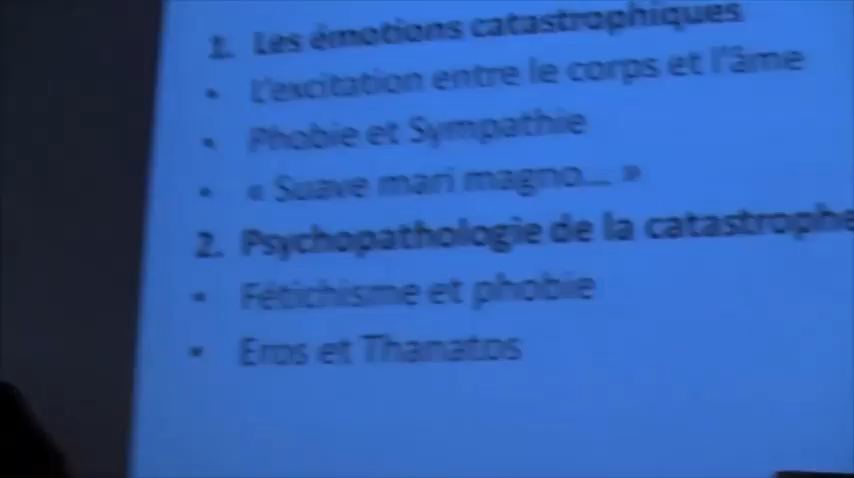 1. Les émotions catastrophiques
• L'excitation entre le corps et l'âme
• Phobie et Sympathie
• « Suave mari magno... »
2. Psychopathologie de la catastrophe
• Fétichisme et phobie
• Eros et Thanatos